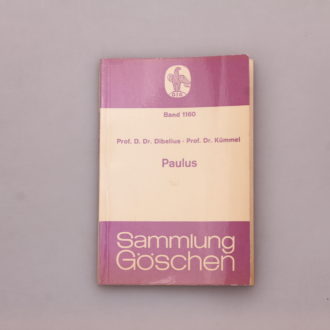 Band 1160
Prof. D. Dr. Dibelius · Prof. Dr. Kümmel
Paulus
Sammlung
Göschen